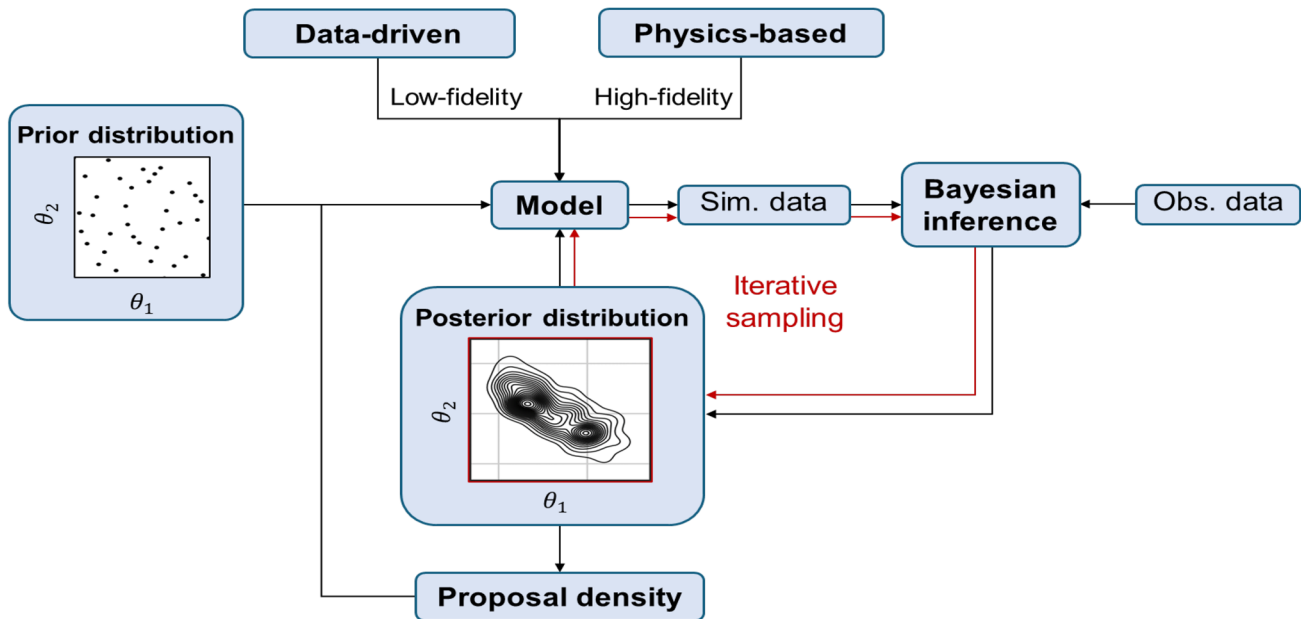 Data-driven
Physics-based
Low-fidelity
High-fidelity
Prior distribution
θ₂
θ₁
Model
Sim. data
Bayesian
inference
Obs. data
Iterative
sampling
Posterior distribution
θ₂
θ₁
Proposal density